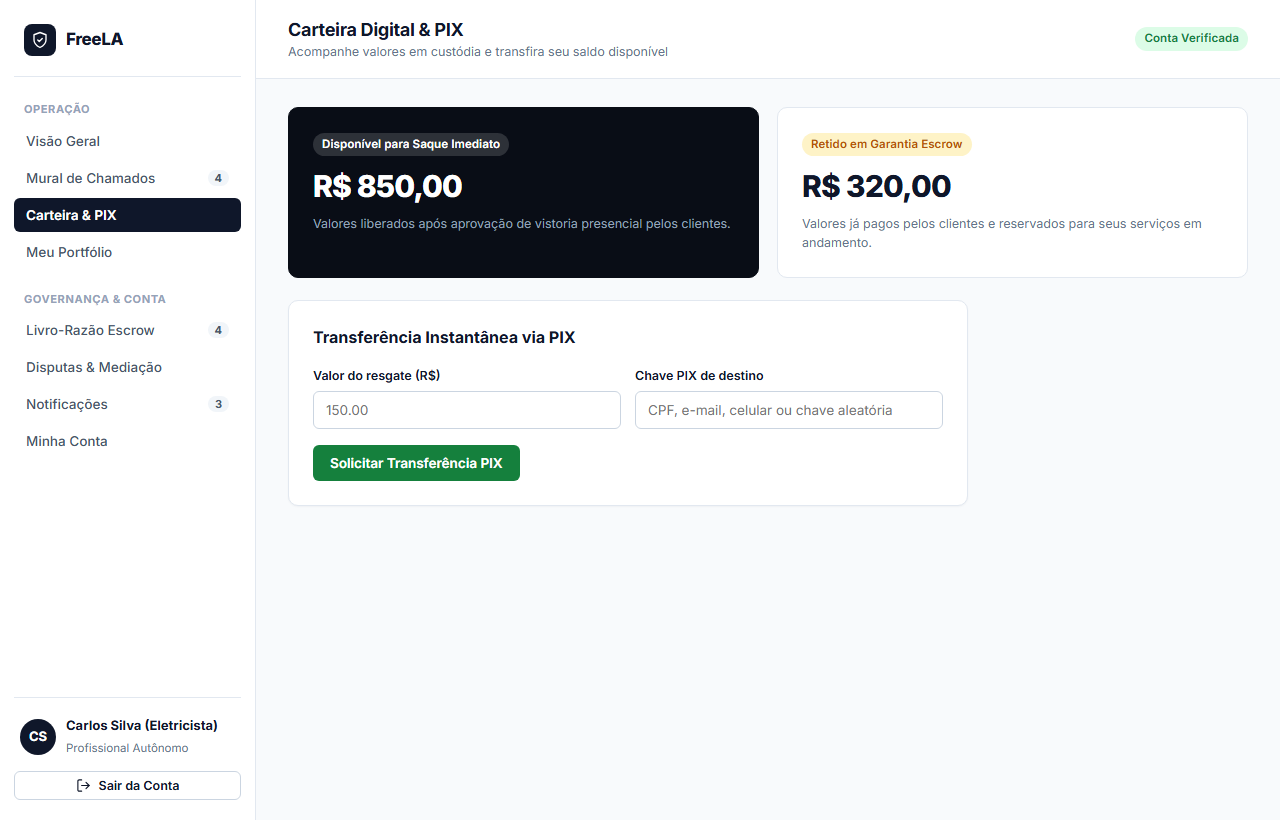 FreeLA
OPERAÇÃO
Visão Geral
Mural de Chamados 4
Carteira & PIX
Meu Portfólio
GOVERNANÇA & CONTA
Livro-Razão Escrow 4
Disputas & Mediação
Notificações 3
Minha Conta
CS
Carlos Silva (Eletricista)
Profissional Autônomo
Sair da Conta
Carteira Digital & PIX
Acompanhe valores em custódia e transfira seu saldo disponível
Conta Verificada
Disponível para Saque Imediato
R$ 850,00
Valores liberados após aprovação de vistoria presencial pelos clientes.
Retido em Garantia Escrow
R$ 320,00
Valores já pagos pelos clientes e reservados para seus serviços em
andamento.
Transferência Instantânea via PIX
Valor do resgate (R$)
150.00
Chave PIX de destino
CPF, e-mail, celular ou chave aleatória
Solicitar Transferência PIX